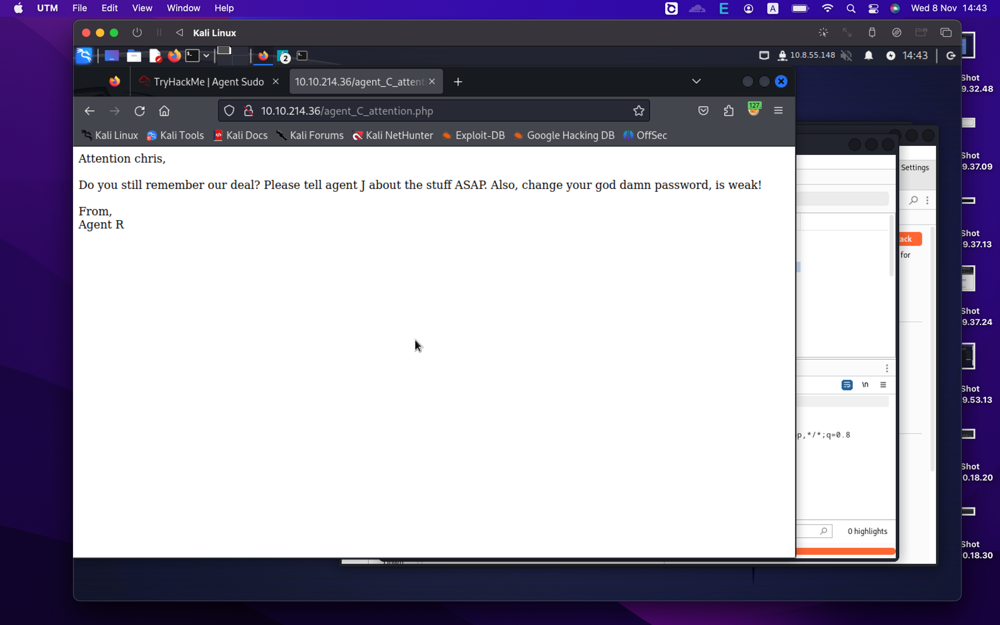 UTM File Edit View Window Help
A
Wed 8 Nov 14:43
Kali Linux
2
10.8.55.148
14:43
TryHackMe | Agent Sudo
10.10.214.36/agent_C_attent
10.10.214.36/agent_C_attention.php
127.
Kali Linux Kali Tools Kali Docs Kali Forums Kali NetHunter Exploit-DB Google Hacking DB OffSec
Attention chris,
Do you still remember our deal? Please tell agent J about the stuff ASAP. Also, change your god damn password, is weak!
From,
Agent R
Settings
ack
for
\n
p,*/*;q=0.8
0 highlights
Shot
9.32.48
Shot
9.37.09
Shot
9.37.13
Shot
9.37.24
Shot
9.53.13
Shot
0.18.20
Shot
0.18.30